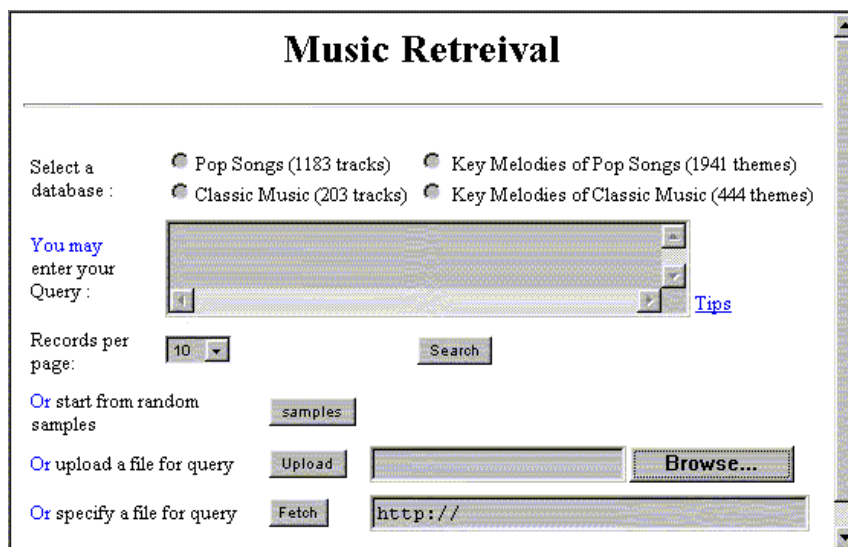 Music Retreival
Select a
database :
Pop Songs (1183 tracks)
Key Melodies of Pop Songs (1941 themes)
Classic Music (203 tracks)
Key Melodies of Classic Music (444 themes)
You may
enter your
Query :
Tips
Records per
page:
10
Search
Or start from random
samples
samples
Or upload a file for query
Upload
Browse...
Or specify a file for query
Fetch
http://